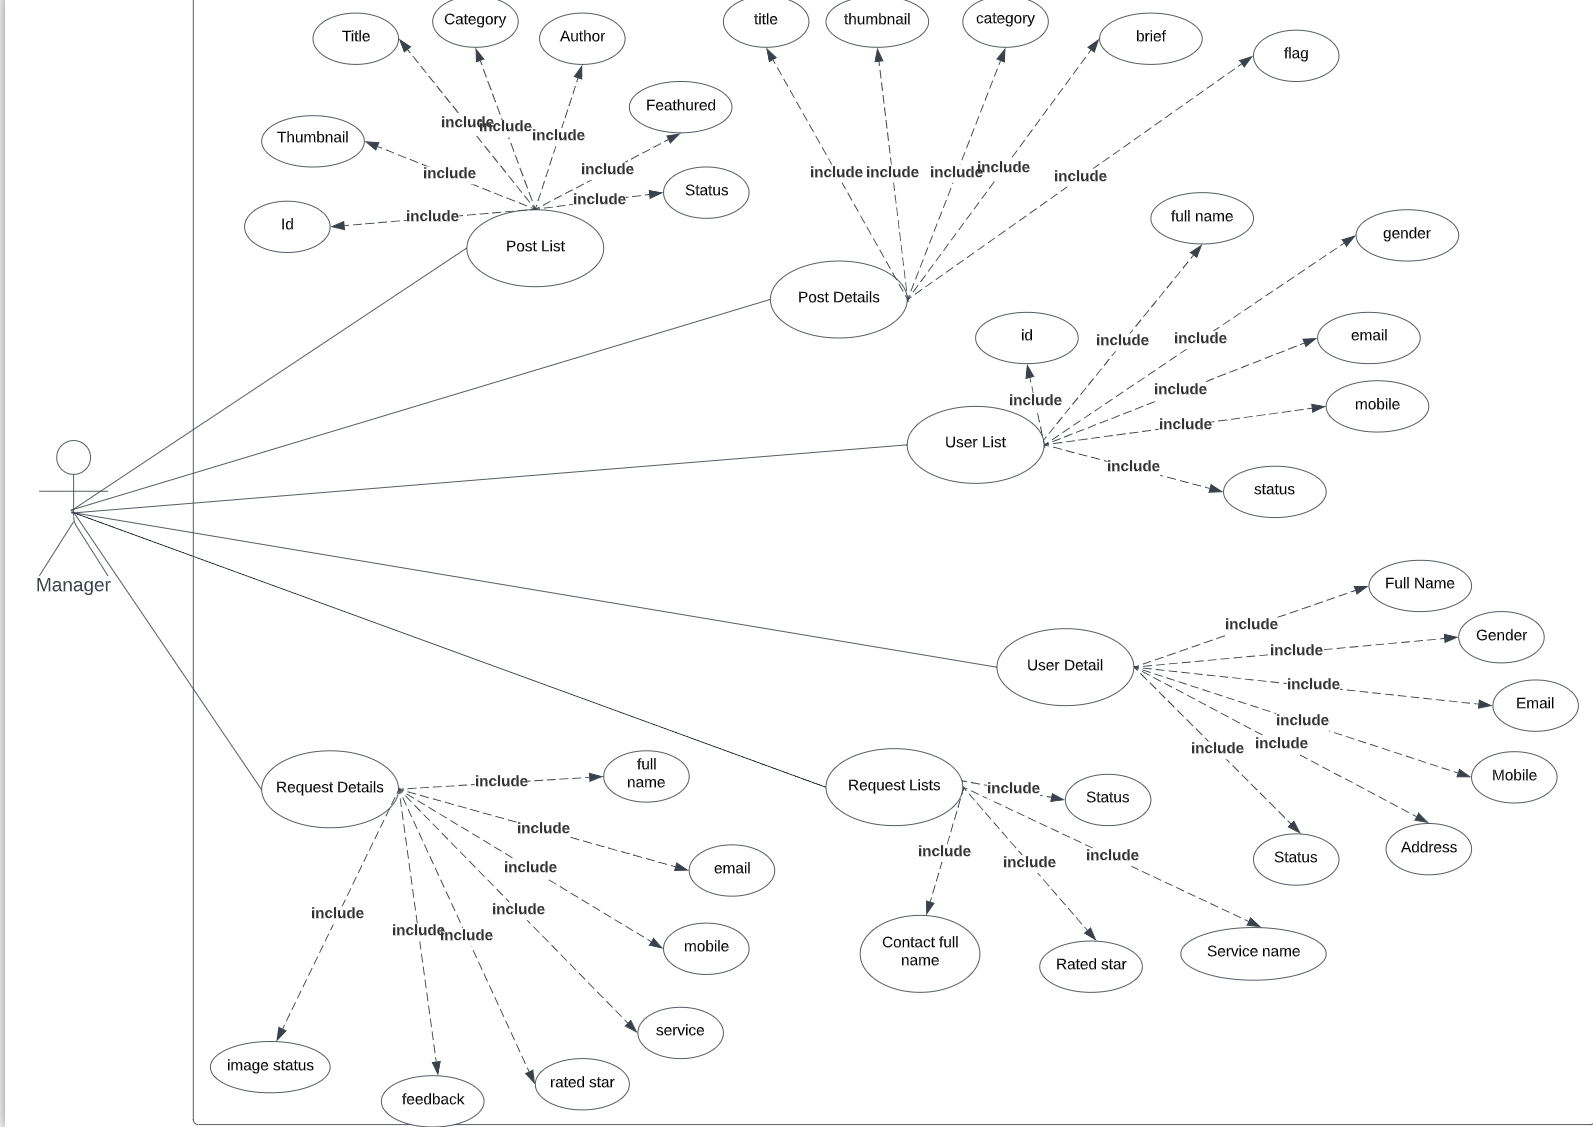 Title
Category
Author
title
thumbnail
category
brief
flag
Feathured
include
include
include
Thumbnail
include
include
include
include
include
include
include
include
include
Status
Id
include
Post List
full name
gender
Post Details
id
include
include
email
include
include
mobile
include
User List
include
status
Manager
Full Name
include
Gender
include
User Detail
include
Email
include
include
include
Mobile
Request Details
include
full
name
Request Lists
include
Status
include
include
include
include
Status
Address
include
email
include
include
include
include
mobile
Contact full
name
Rated star
Service name
service
image status
feedback
rated star